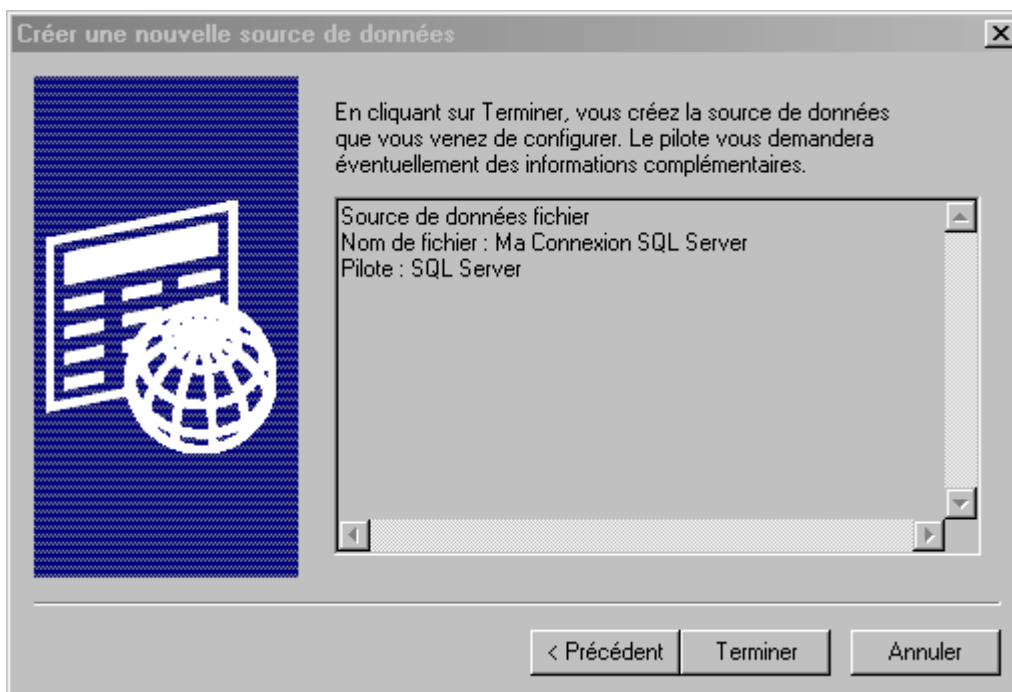 Créer une nouvelle source de données
En cliquant sur Terminer, vous créez la source de données
que vous venez de configurer. Le pilote vous demandera
éventuellement des informations complémentaires.
Source de données fichier
Nom de fichier : Ma Connexion SQL Server
Pilote : SQL Server
< Précédent
Terminer
Annuler